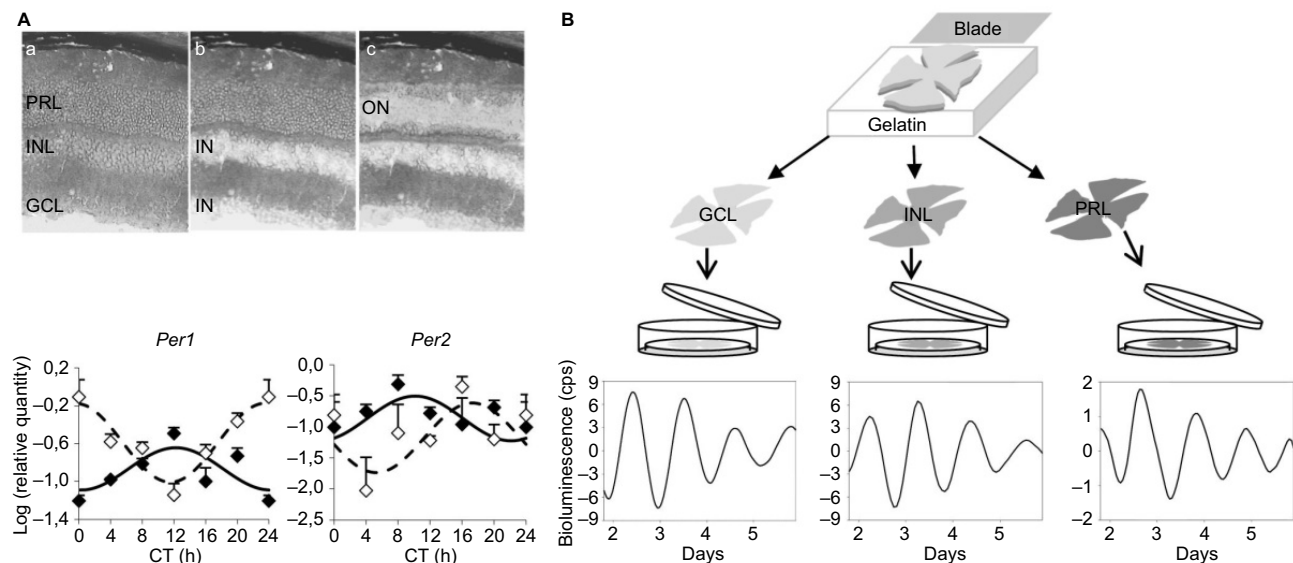 A
a
b
c
PRL
ON
INL
IN
GCL
IN
Per1
Log (relative quantity)
0,2
–0,2
–0,6
–1,0
–1,4
0 4 8 12 16 20 24
CT (h)
Per2
0.0
–0.5
–1.0
–1.5
–2.0
–2.5
0 4 8 12 16 20 24
CT (h)
B
Blade
Gelatin
GCL
INL
PRL
Bioluminescence (cps)
9
6
3
0
–3
–6
–9
2 3 4 5
Days
9
6
3
0
–3
–6
–9
2 3 4 5
Days
2
1
0
–1
–2
2 3 4 5
Days